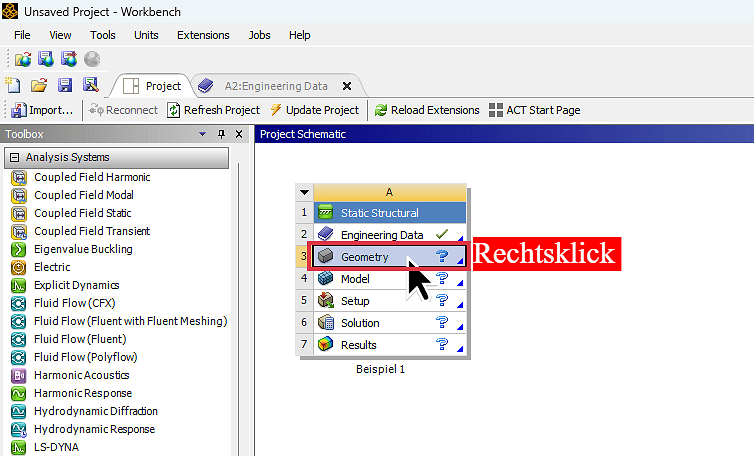 Unsaved Project - Workbench
File View Tools Units Extensions Jobs Help
Project A2:Engineering Data
Import... Reconnect Refresh Project Update Project Reload Extensions ACT Start Page
Toolbox
Project Schematic
Analysis Systems
Coupled Field Harmonic
Coupled Field Modal
Coupled Field Static
Coupled Field Transient
Eigenvalue Buckling
Electric
Explicit Dynamics
Fluid Flow (CFX)
Fluid Flow (Fluent with Fluent Meshing)
Fluid Flow (Fluent)
Fluid Flow (Polyflow)
Harmonic Acoustics
Harmonic Response
Hydrodynamic Diffraction
Hydrodynamic Response
LS-DYNA
A
1 Static Structural
2 Engineering Data
3 Geometry ?
4 Model ?
5 Setup ?
6 Solution ?
7 Results ?
Beispiel 1
Rechtsklick